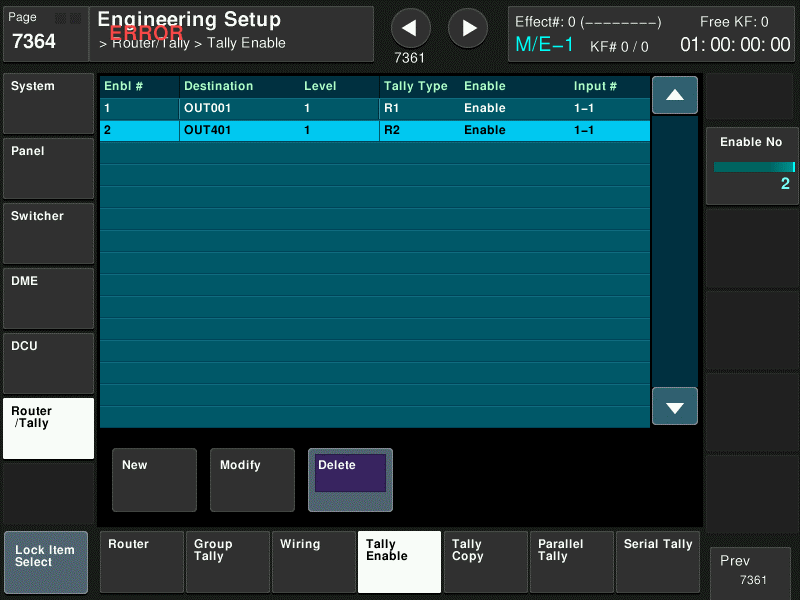 Page
7364
Engineering Setup
ERROR
> Router/Tally > Tally Enable
7361
Effect#: 0 (--------)
Free KF: 0
M/E-1
KF# 0 / 0
01: 00: 00: 00
System
Panel
Switcher
DME
DCU
Router
/Tally
Lock Item
Select
Enbl # Destination Level Tally Type Enable Input #
1 OUT001 1 R1 Enable 1-1
2 OUT401 1 R2 Enable 1-1
Enable No
2
New
Modify
Delete
Router
Group
Tally
Wiring
Tally
Enable
Tally
Copy
Parallel
Tally
Serial Tally
Prev
7361